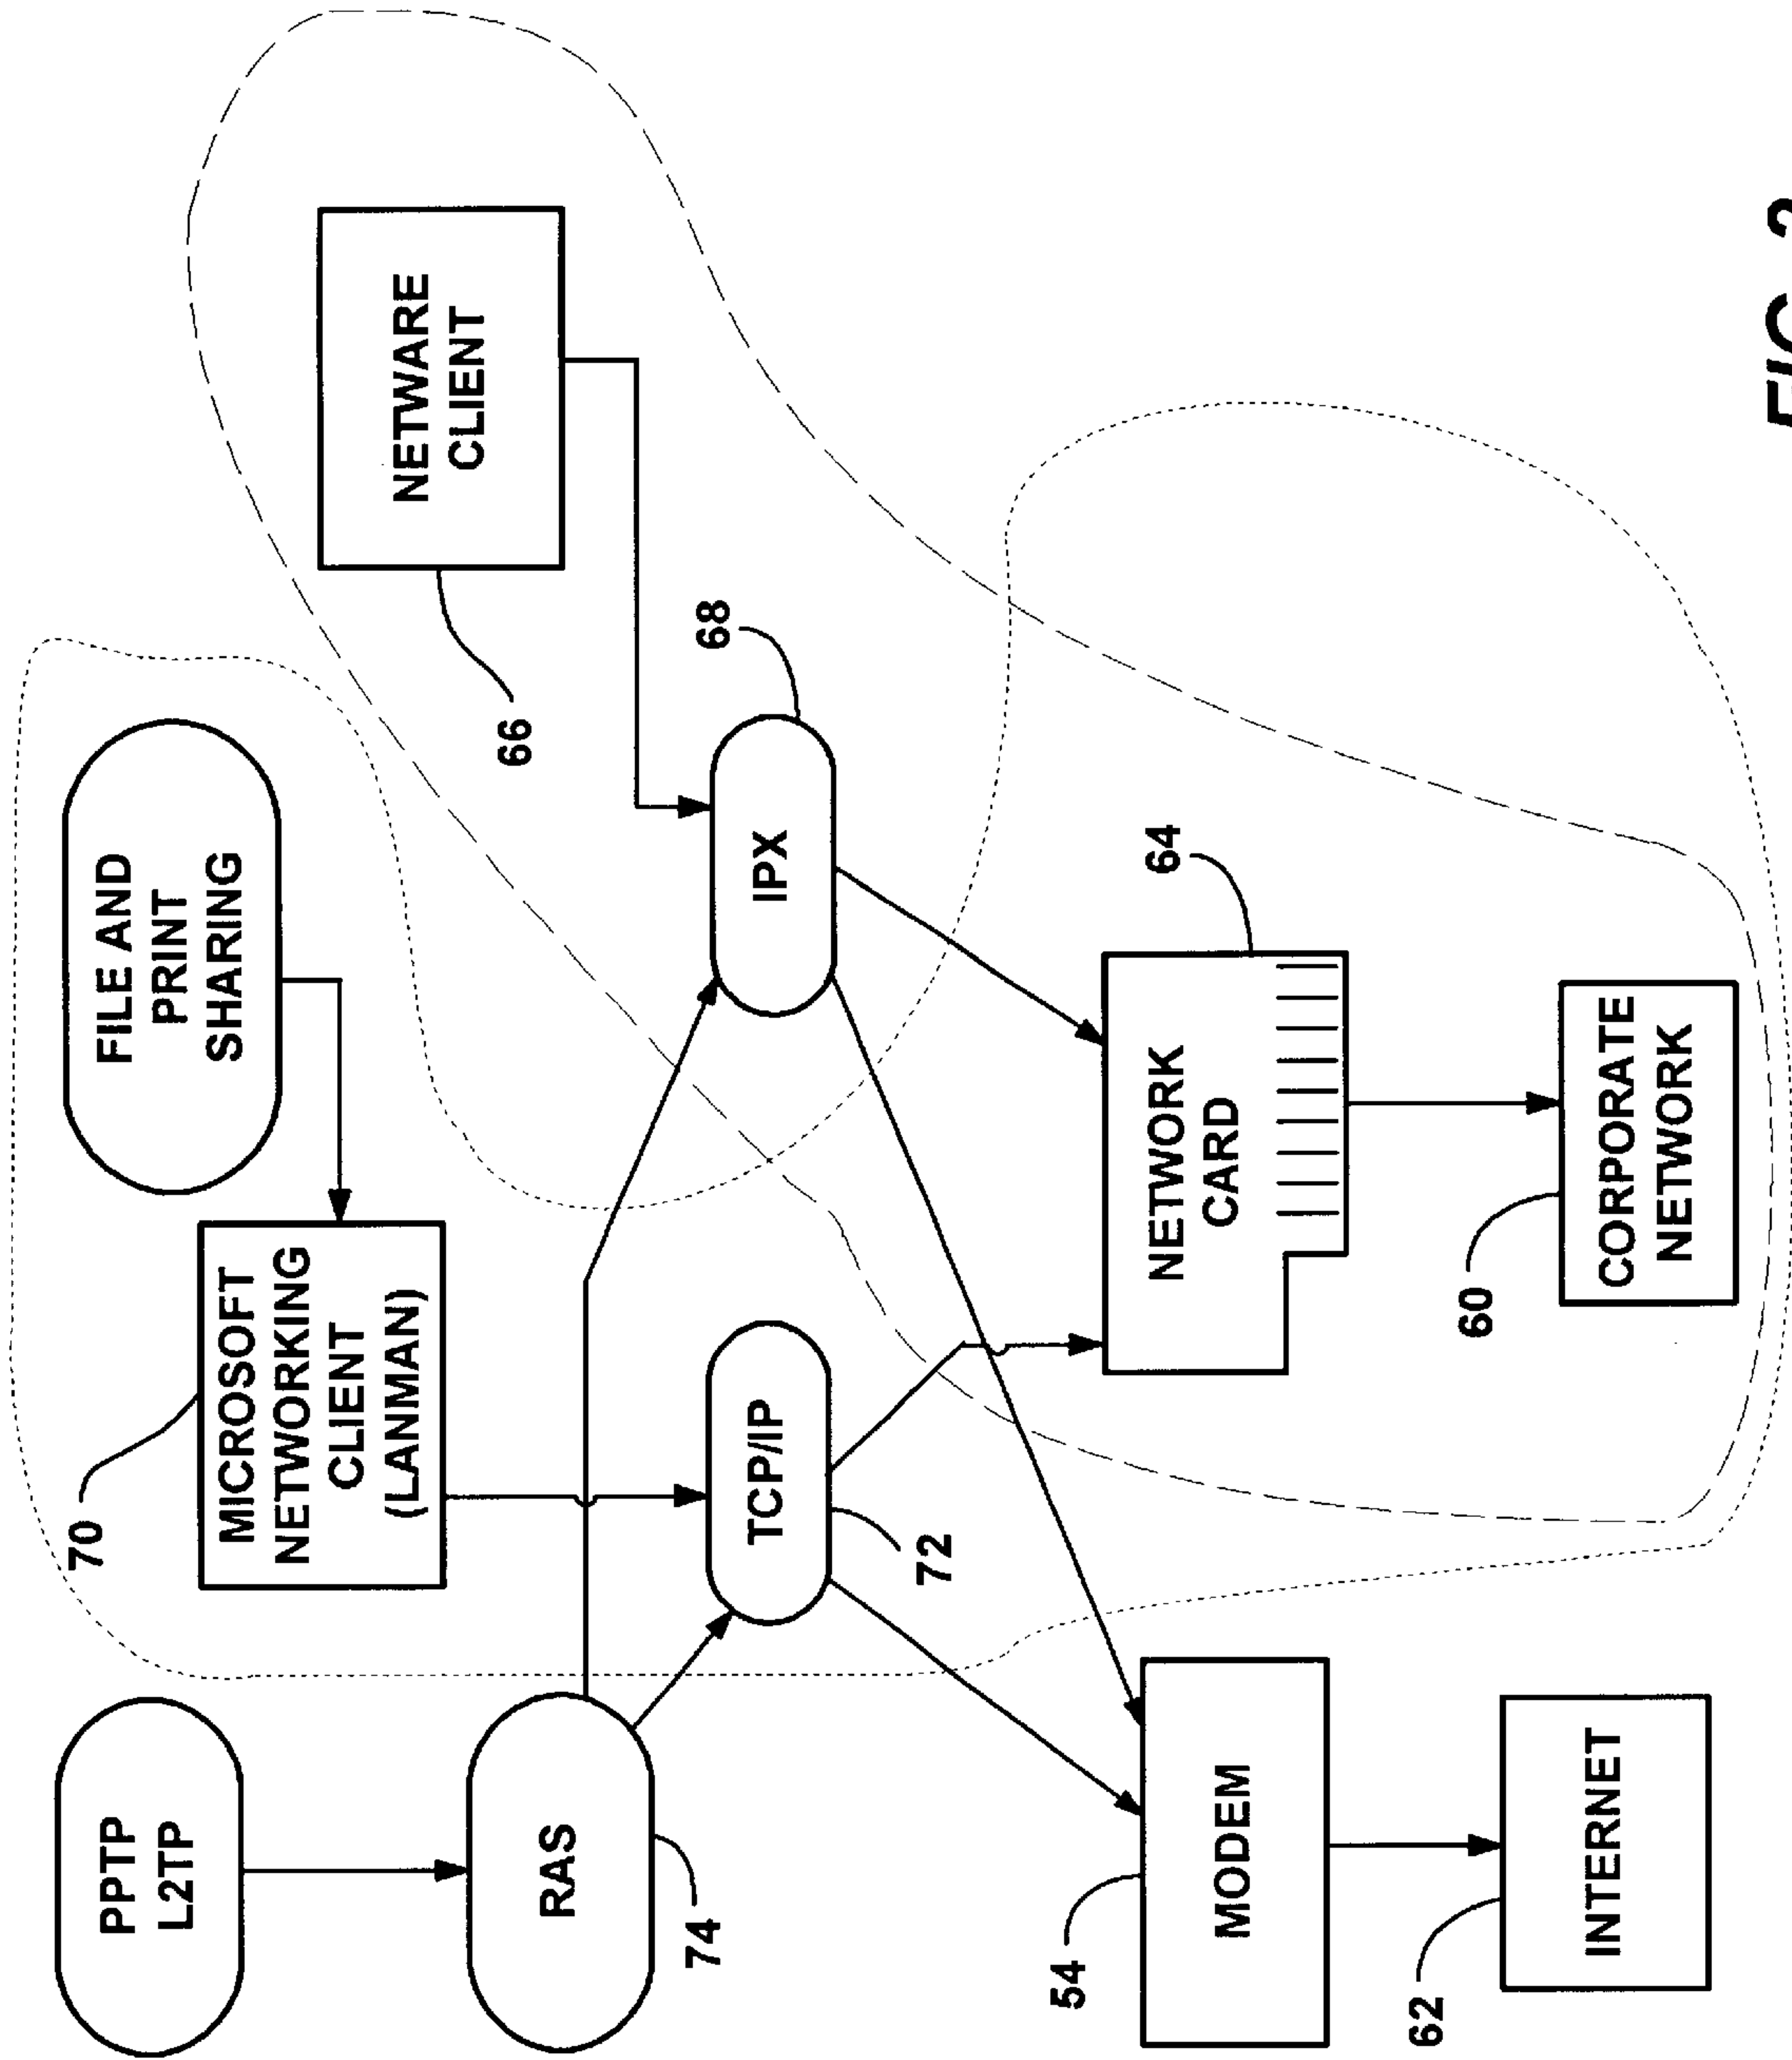 PPTP
L2TP
FILE AND
PRINT
SHARING
70
MICROSOFT
NETWORKING
CLIENT
(LANMAN)
NETWARE
CLIENT
66
RAS
74
TCP/IP
72
IPX
68
54
MODEM
NETWORK
CARD
64
62
INTERNET
60
CORPORATE
NETWORK
FIG.